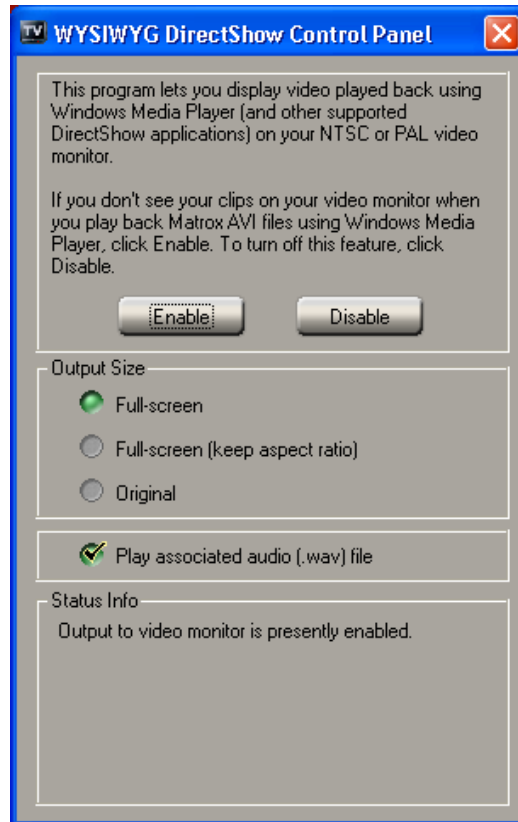 TV WYSIWYG DirectShow Control Panel
This program lets you display video played back using
Windows Media Player (and other supported
DirectShow applications) on your NTSC or PAL video
monitor.
If you don't see your clips on your video monitor when
you play back Matrox AVI files using Windows Media
Player, click Enable. To turn off this feature, click
Disable.
Enable Disable
Output Size
Full-screen
Full-screen (keep aspect ratio)
Original
Play associated audio (.wav) file
Status Info
Output to video monitor is presently enabled.